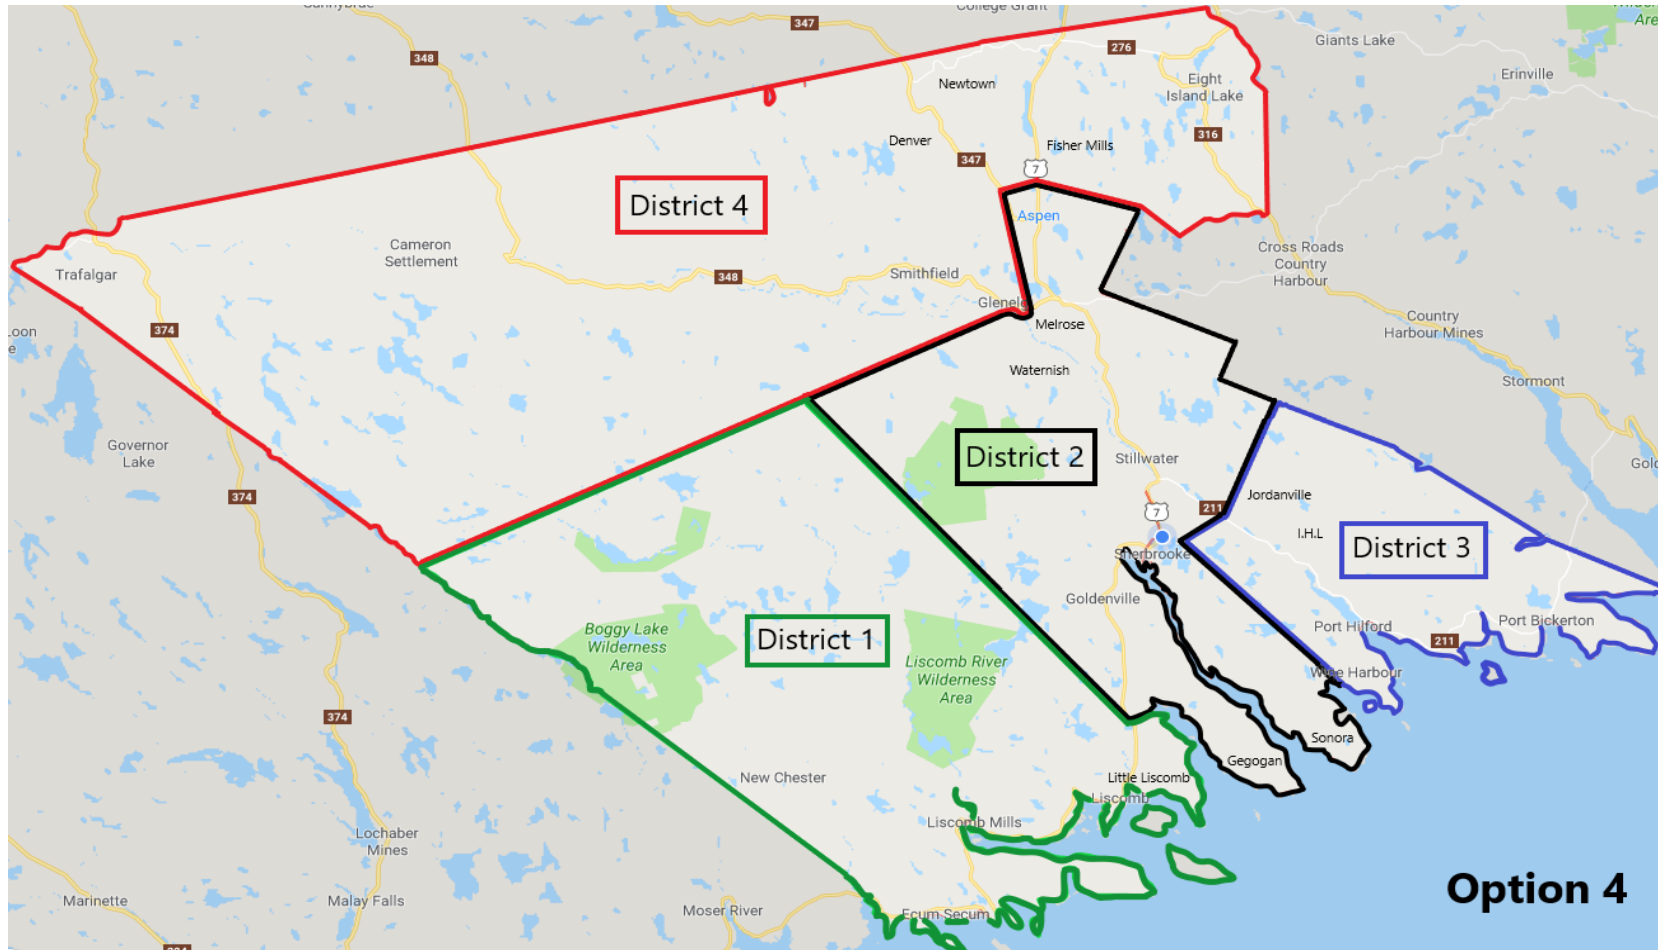 College Grant
347
348
276
Giants Lake
Erinville
Eight
Island Lake
Newtown
316
Denver
Fisher Mills
347
7
District 4
Aspen
Cameron
Settlement
Cross Roads
Country
Harbour
Trafalgar
348
Smithfield
Glenelg
Melrose
Country
Harbour Mines
374
Waternish
Stormont
Governor
Lake
District 2
Stillwater
374
Jordanville
211
7
I.H.L
District 3
Sherbrooke
Goldenville
Boggy Lake
Wilderness
Area
District 1
Port Hilford
Port Bickerton
211
Liscomb River
Wilderness
Area
Wine Harbour
374
Sonora
Gegogan
New Chester
Little Liscomb
Liscomb
Liscomb Mills
Lochaber
Mines
Option 4
Marinette
Malay Falls
Moser River
Ecum Secum
374